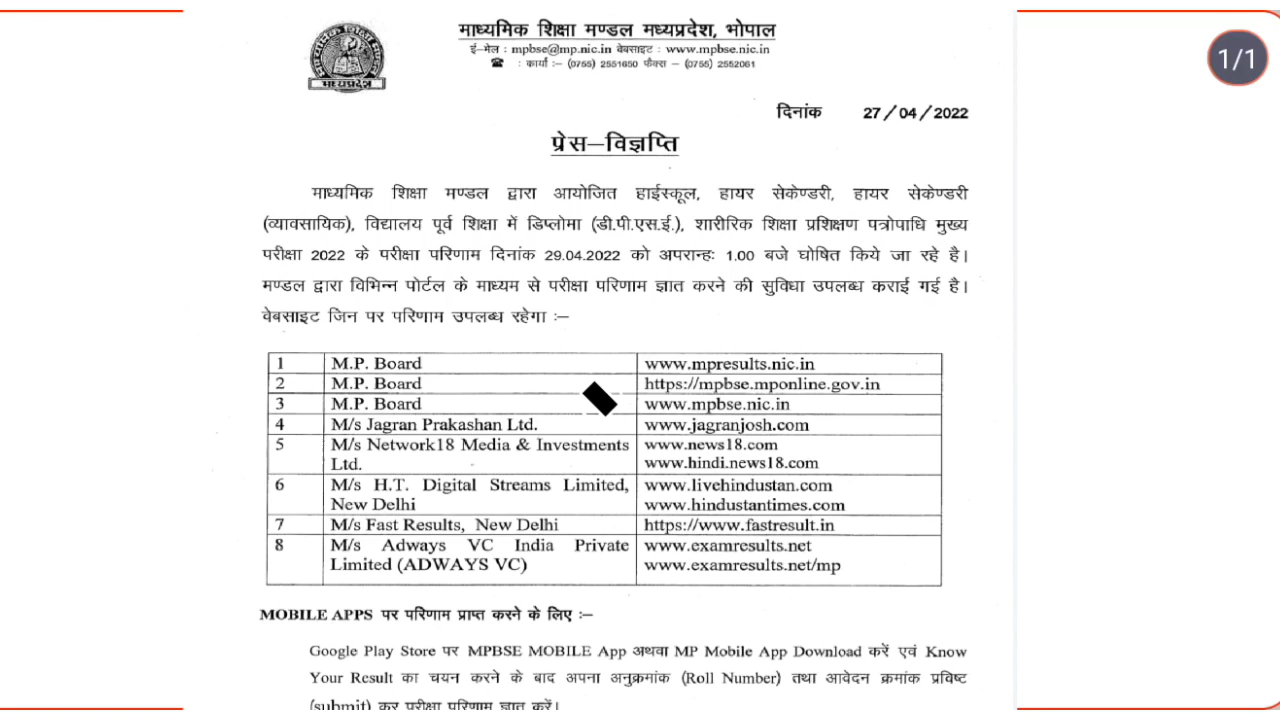 माध्यमिक शिक्षा मण्डल मध्यप्रदेश, भोपाल
ई–मेल : mpbse@mp.nic.in वेबसाइट : www.mpbse.nic.in
☎ : कार्या :– (0755) 2551650 फैक्स – (0755) 2552061
मध्यप्रदेश
1/1
दिनांक 27/04/2022
प्रेस–विज्ञप्ति
माध्यमिक शिक्षा मण्डल द्वारा आयोजित हाईस्कूल, हायर सेकेण्डरी, हायर सेकेण्डरी
(व्यावसायिक), विद्यालय पूर्व शिक्षा में डिप्लोमा (डी.पी.एस.ई.), शारीरिक शिक्षा प्रशिक्षण पत्रोपाधि मुख्य
परीक्षा 2022 के परीक्षा परिणाम दिनांक 29.04.2022 को अपरान्हः 1.00 बजे घोषित किये जा रहे है।
मण्डल द्वारा विभिन्न पोर्टल के माध्यम से परीक्षा परिणाम ज्ञात करने की सुविधा उपलब्ध कराई गई है।
वेबसाइट जिन पर परिणाम उपलब्ध रहेगा :–
1 M.P. Board www.mpresults.nic.in
2 M.P. Board https://mpbse.mponline.gov.in
3 M.P. Board www.mpbse.nic.in
4 M/s Jagran Prakashan Ltd. www.jagranjosh.com
5 M/s Network18 Media & Investments www.news18.com
Ltd. www.hindi.news18.com
6 M/s H.T. Digital Streams Limited, www.livehindustan.com
New Delhi www.hindustantimes.com
7 M/s Fast Results, New Delhi https://www.fastresult.in
8 M/s Adways VC India Private www.examresults.net
Limited (ADWAYS VC) www.examresults.net/mp
MOBILE APPS पर परिणाम प्राप्त करने के लिए :–
Google Play Store पर MPBSE MOBILE App अथवा MP Mobile App Download करें एवं Know
Your Result का चयन करने के बाद अपना अनुक्रमांक (Roll Number) तथा आवेदन क्रमांक प्रविष्ट
(submit) कर परीक्षा परिणाम ज्ञात करें।